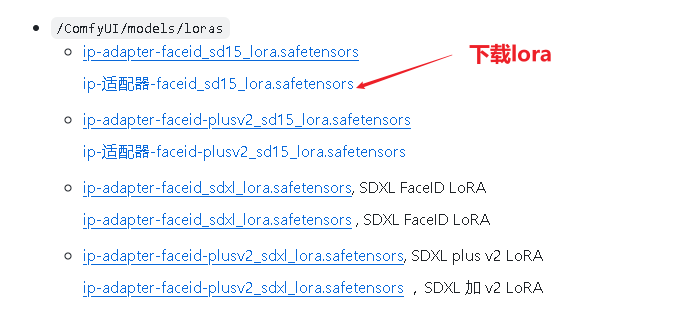 /ComfyUI/models/loras
ip-adapter-faceid_sd15_lora.safetensors
下载lora
ip-适配器-faceid_sd15_lora.safetensors
ip-adapter-faceid-plusv2_sd15_lora.safetensors
ip-适配器-faceid-plusv2_sd15_lora.safetensors
ip-adapter-faceid_sdxl_lora.safetensors, SDXL FaceID LoRA
ip-adapter-faceid_sdxl_lora.safetensors , SDXL FaceID LoRA
ip-adapter-faceid-plusv2_sdxl_lora.safetensors, SDXL plus v2 LoRA
ip-adapter-faceid-plusv2_sdxl_lora.safetensors ，SDXL 加 v2 LoRA